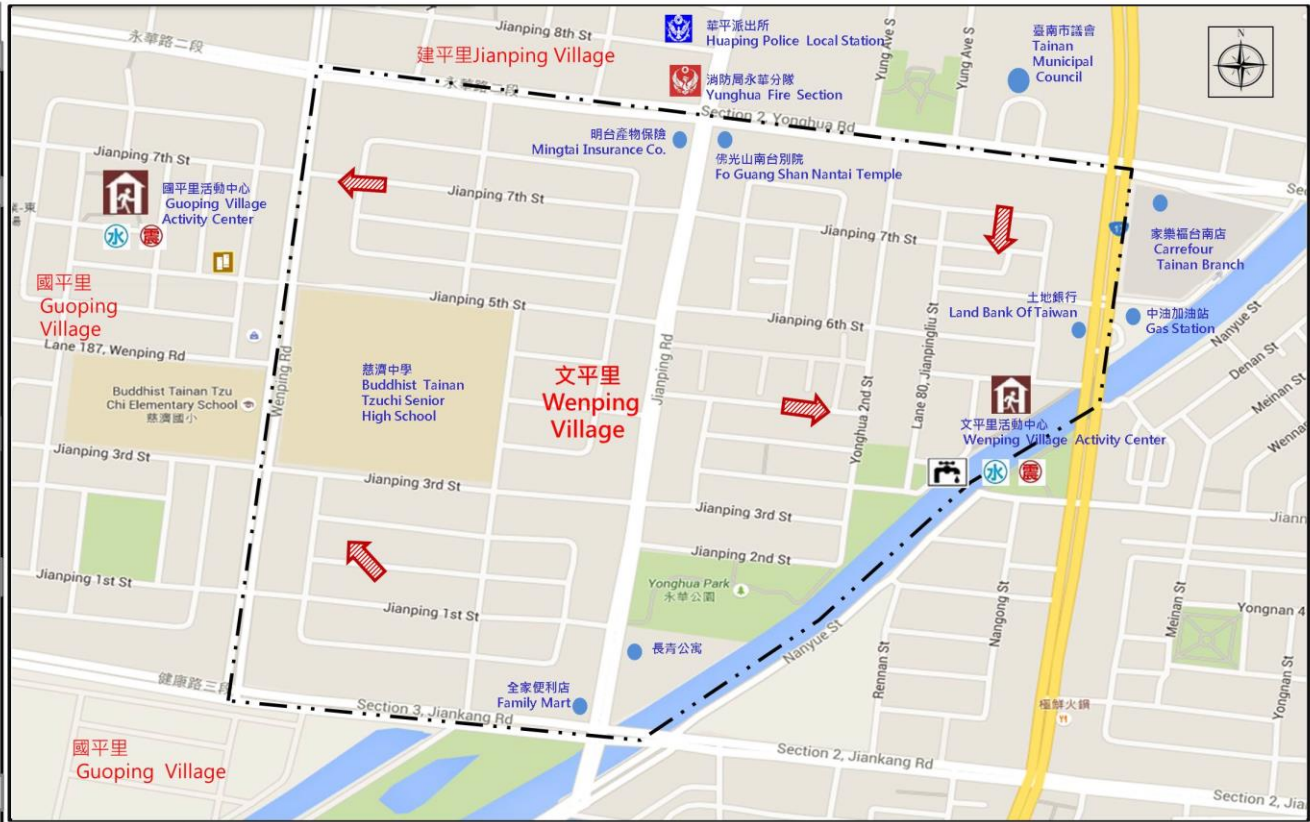 永華路二段
Jianping 8th St
建平里Jianping Village
華平派出所
Huaping Police Local Station
Yung Ave S
Yung Ave S
臺南市議會
Tainan
Municipal
Council
N
永華路二段
消防局永華分隊
Yunghua Fire Section
Section 2, Yonghua Rd
明台產物保險
Mingtai Insurance Co.
佛光山南台別院
Fo Guang Shan Nantai Temple
Jianping 7th St
國平里活動中心
Guoping Village
Activity Center
水
震
Jianping 7th St
Jianping 7th St
17
家樂福台南店
Carrefour
Tainan Branch
國平里
Guoping
Village
Jianping 5th St
Jianping 6th St
土地銀行
Land Bank Of Taiwan
中油加油站
Gas Station
Nanyue St
Denan St
Meinan St
Lane 187, Wenping Rd
Wenping Rd
Jianping Rd
慈濟中學
Buddhist Tainan
Tzuchi Senior
High School
文平里
Wenping
Village
Buddhist Tainan Tzu
Chi Elementary School
慈濟國小
Yonghua 2nd St
Lane 80, Jianpingliu St
文平里活動中心
Wenping Village Activity Center
水
震
Jianping 3rd St
Jianping 3rd St
Jianping 3rd St
Jianping 2nd St
Yonghua Park
永華公園
Jianping 1st St
Jianping 1st St
Nangong St
Meinan St
Yongnan 4
Yongnan St
Rennan St
Nanyue St
長青公寓
健康路三段
全家便利店
Family Mart
Section 3, Jiankang Rd
極鮮火鍋
國平里
Guoping Village
Section 2, Jiankang Rd
Section 2, Jia